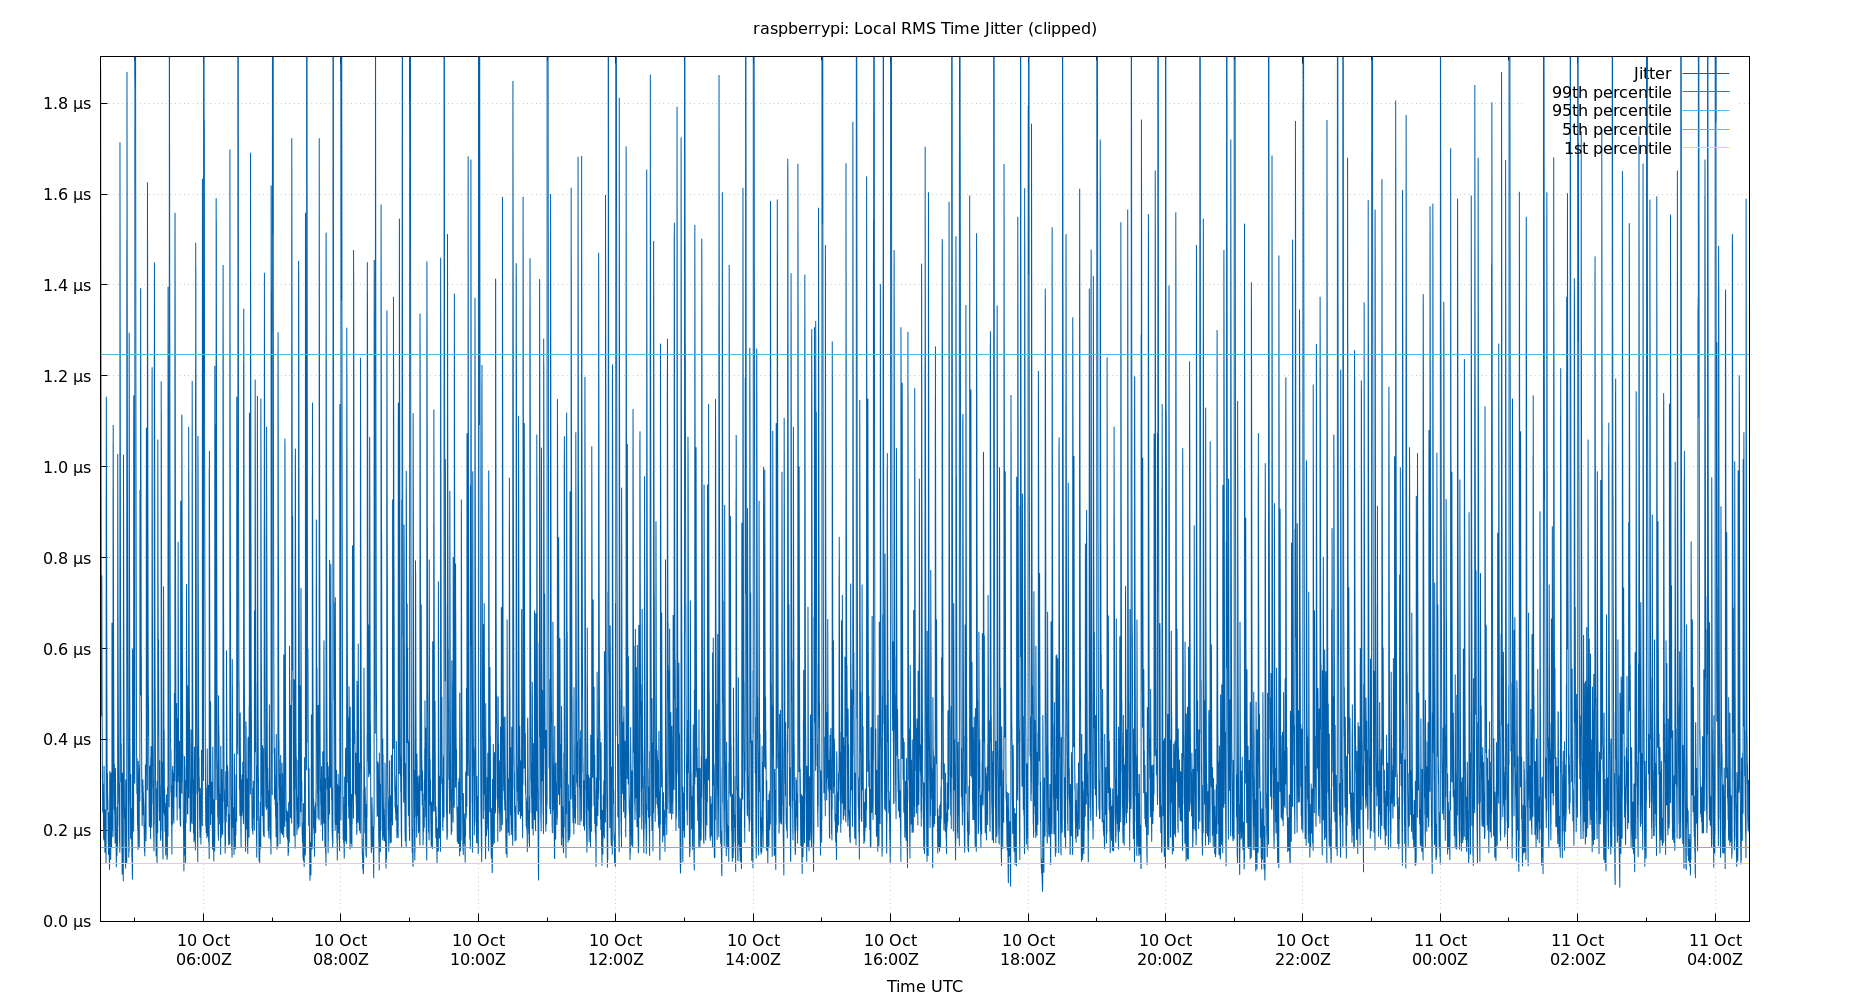 raspberrypi: Local RMS Time Jitter (clipped)
Jitter
99th percentile
95th percentile
5th percentile
1st percentile
1.8 µs
1.6 µs
1.4 µs
1.2 µs
1.0 µs
0.8 µs
0.6 µs
0.4 µs
0.2 µs
0.0 µs
10 Oct 10 Oct 10 Oct 10 Oct 10 Oct 10 Oct 10 Oct 10 Oct 10 Oct 11 Oct 11 Oct 11 Oct
06:00Z 08:00Z 10:00Z 12:00Z 14:00Z 16:00Z 18:00Z 20:00Z 22:00Z 00:00Z 02:00Z 04:00Z
Time UTC